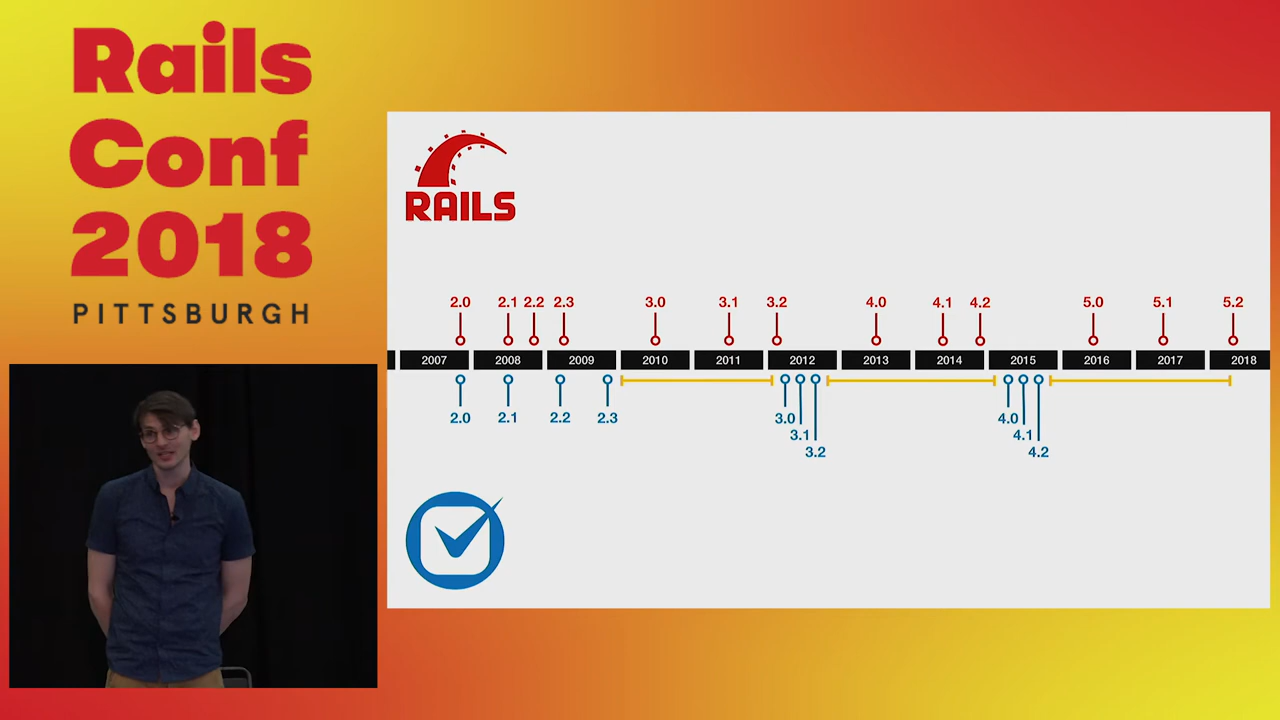 Rails
Conf
2018
PITTSBURGH
RAILS
2.0 2.1 2.2 2.3 3.0 3.1 3.2 4.0 4.1 4.2 5.0 5.1 5.2
2007 2008 2009 2010 2011 2012 2013 2014 2015 2016 2017 2018
2.0 2.1 2.2 2.3 3.0 4.0
3.1 4.1
3.2 4.2